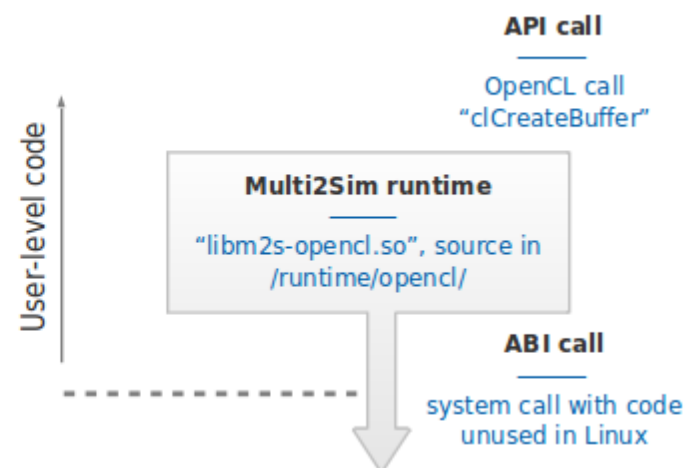 API call
OpenCL call
“clCreateBuffer”
User-level code
Multi2Sim runtime
“libm2s-opencl.so”, source in
/runtime/opencl/
ABI call
system call with code
unused in Linux